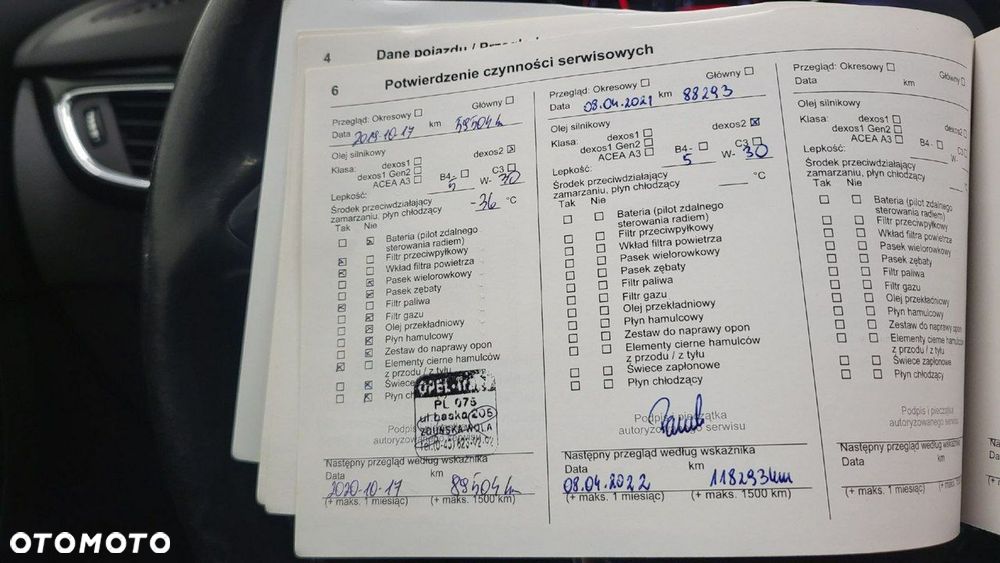 4 Dane pojazdu /
6 Potwierdzenie czynności serwisowych
Przegląd: Okresowy Główny
Data 2019-10-17 km 59504 km
Olej silnikowy
Klasa: dexos1 dexos2
dexos1 Gen2
ACEA A3 B4- C3
Lepkość: 5 W- 30
Środek przeciwdziałający
zamarzaniu, płyn chłodzący -36 °C
Tak Nie
Bateria (pilot zdalnego
sterowania radiem)
Filtr przeciwpyłkowy
Wkład filtra powietrza
Pasek wielorowkowy
Pasek zębaty
Filtr paliwa
Filtr gazu
Olej przekładniowy
Płyn hamulcowy
Zestaw do naprawy opon
Elementy cierne hamulców
z przodu / z tyłu
Świece
Płyn
OPEL-
PL 075
ZDUŃSKA WOLA
Następny przegląd według wskaźnika
Data km
2020-10-17 89504 km
(+ maks. 1 miesiąc) (+ maks. 1500 km)
Przegląd: Okresowy Główny
Data 08.04.2021 km 88293
Olej silnikowy
Klasa: dexos1 dexos2
dexos1 Gen2
ACEA A3 B4- C3
Lepkość: 5 W- 30
Środek przeciwdziałający
zamarzaniu, płyn chłodzący °C
Tak Nie
Bateria (pilot zdalnego
sterowania radiem)
Filtr przeciwpyłkowy
Wkład filtra powietrza
Pasek wielorowkowy
Pasek zębaty
Filtr paliwa
Filtr gazu
Olej przekładniowy
Płyn hamulcowy
Zestaw do naprawy opon
Elementy cierne hamulców
z przodu / z tyłu
Świece zapłonowe
Płyn chłodzący
Podpis i pieczątka
autoryzowanego serwisu
Następny przegląd według wskaźnika
Data km
08.04.2022 118293km
(+ maks. 1 miesiąc) (+ maks. 1500 km)
Przegląd: Okresowy Główny
Data km
Olej silnikowy
Klasa: dexos1 dexos2
dexos1 Gen2
ACEA A3 B4- C3
Lepkość: W-
Środek przeciwdziałający
zamarzaniu, płyn chłodzący
Tak Nie
Bateria (pilot zdalnego
sterowania radiem)
Filtr przeciwpyłkowy
Wkład filtra powietrza
Pasek wielorowkowy
Pasek zębaty
Filtr paliwa
Filtr gazu
Olej przekładniowy
Płyn hamulcowy
Zestaw do naprawy opon
Elementy cierne hamulców
z przodu / z tyłu
Świece zapłonowe
Płyn chłodzący
Podpis i pieczątka
autoryzowanego serwisu
Następny przegląd według wskaźnika
Data km
(+ maks. 1 miesiąc) (+ maks. 1500 km)
OTOMOTO